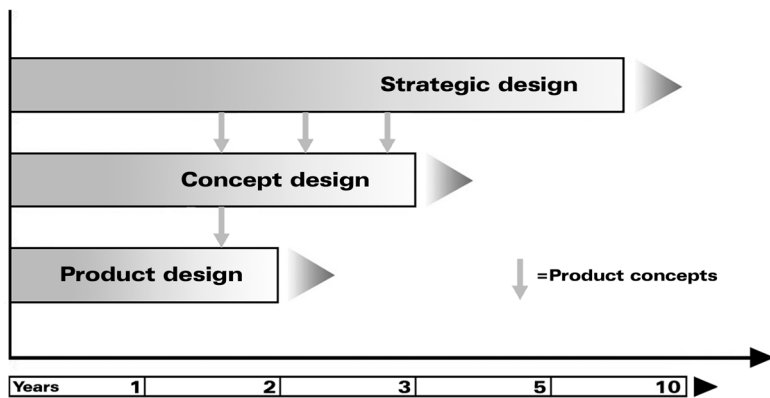 Strategic design
Concept design
Product design
=Product concepts
Years 1 2 3 5 10